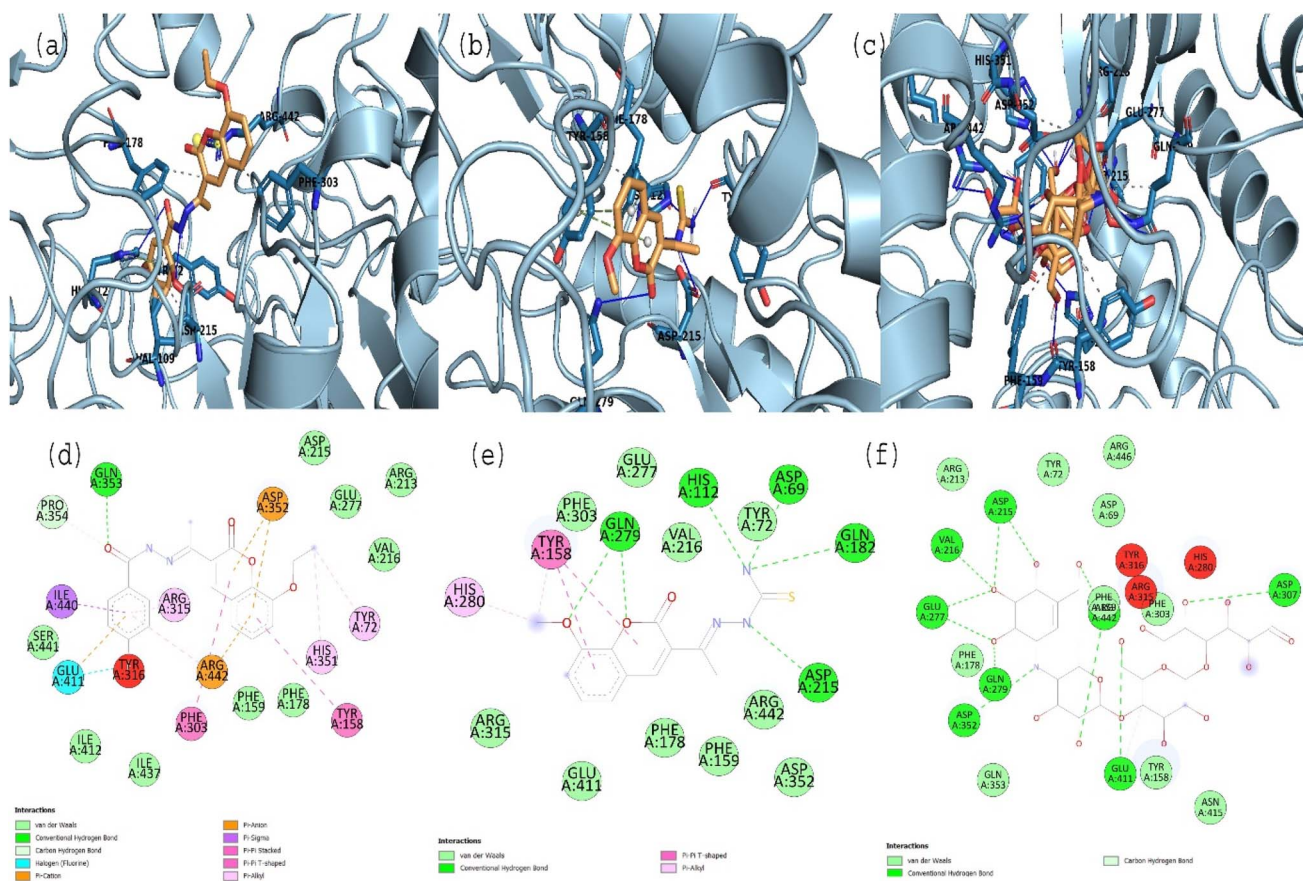 (a)
ARG-442
-178
PHE-303
VAL-109
(b)
TYR-158
ASP-215
(c)
HIS-351
GLU-277
215
PHE-159
TYR-158
(d)
ASP A:215
GLN A:353
ARG A:213
ASP A:352
GLU A:277
PRO A:354
VAL A:216
O
O
NH
N
O
ILE A:440
ARG A:315
TYR A:72
SER A:441
HIS A:351
GLU A:411
TYR A:316
ARG A:442
PHE A:159
PHE A:178
PHE A:303
TYR A:158
ILE A:412
ILE A:437
Interactions
van der Waals
Conventional Hydrogen Bond
Carbon Hydrogen Bond
Halogen (Fluorine)
Pi-Cation
Pi-Anion
Pi-Sigma
Pi-Pi Stacked
Pi-Pi T-shaped
Pi-Alkyl
(e)
GLU A:277
HIS A:112
ASP A:69
PHE A:303
GLN A:279
TYR A:72
TYR A:158
VAL A:216
GLN A:182
HIS A:280
ASP A:215
ARG A:442
ARG A:315
PHE A:178
PHE A:159
GLU A:411
ASP A:352
Interactions
van der Waals
Conventional Hydrogen Bond
Pi-Pi T-shaped
Pi-Alkyl
(f)
ARG A:446
ARG A:213
TYR A:72
ASP A:215
ASP A:69
VAL A:216
TYR A:316
HIS A:280
ARG A:315
ASP A:307
PHE A:303
GLU A:277
PHE A:178
GLN A:279
ASP A:352
GLN A:353
GLU A:411
TYR A:158
ASN A:415
Interactions
van der Waals
Conventional Hydrogen Bond
Carbon Hydrogen Bond